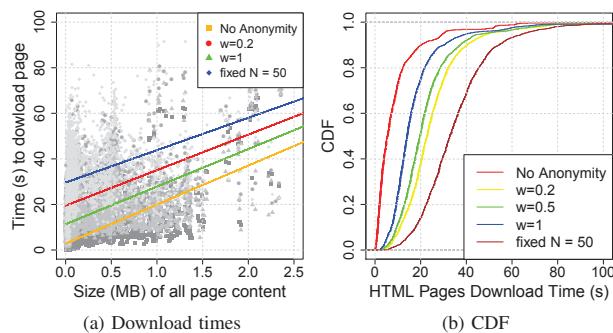 No Anonymity
w=0.2
w=1
fixed N = 50
Time (s) to dowload page
0 20 40 60 80 100
0.0 0.5 1.0 1.5 2.0 2.5
Size (MB) of all page content
(a) Download times
CDF
0.0 0.2 0.4 0.6 0.8 1.0
No Anonymity
w=0.2
w=0.5
w=1
fixed N = 50
0 20 40 60 80 100
HTML Pages Download Time (s)
(b) CDF